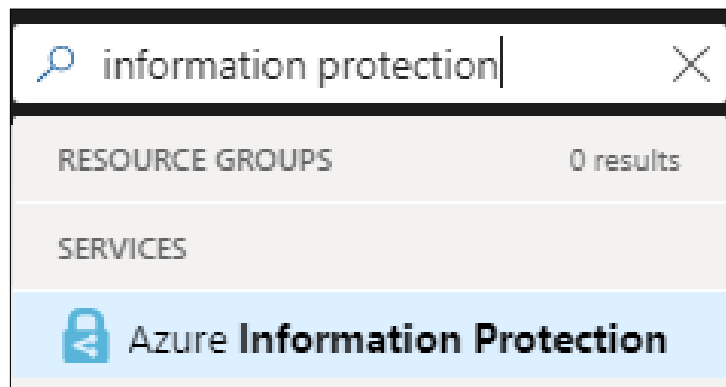 information protection
RESOURCE GROUPS 0 results
SERVICES
Azure Information Protection